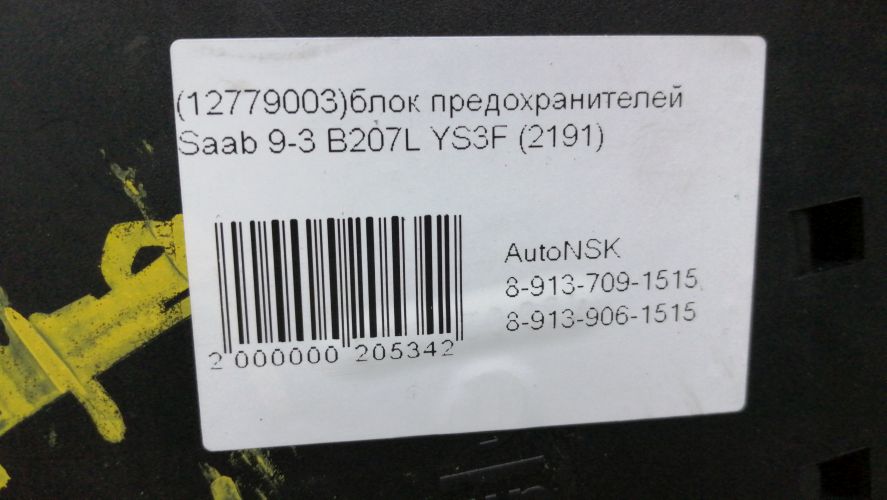 (12779003)блок предохранителей
Saab 9-3 B207L YS3F (2191)
AutoNSK
8-913-709-1515
8-913-906-1515
2 000000 205342